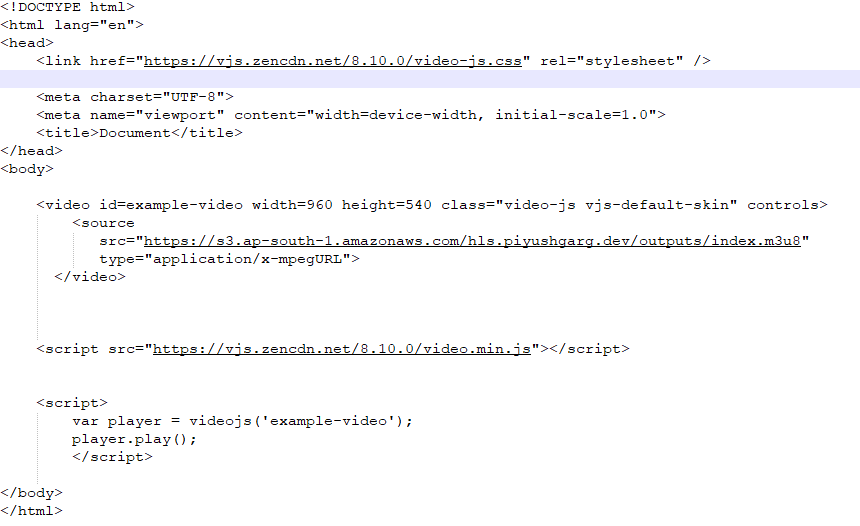 <!DOCTYPE html>
<html lang="en">
<head>
    <link href="https://vjs.zencdn.net/8.10.0/video-js.css" rel="stylesheet" />
    <meta charset="UTF-8">
    <meta name="viewport" content="width=device-width, initial-scale=1.0">
    <title>Document</title>
</head>
<body>
    <video id=example-video width=960 height=540 class="video-js vjs-default-skin" controls>
        <source
           src="https://s3.ap-south-1.amazonaws.com/hls.piyushgarg.dev/outputs/index.m3u8"
           type="application/x-mpegURL">
      </video>
    <script src="https://vjs.zencdn.net/8.10.0/video.min.js"></script>
    <script>
        var player = videojs('example-video');
        player.play();
        </script>
</body>
</html>